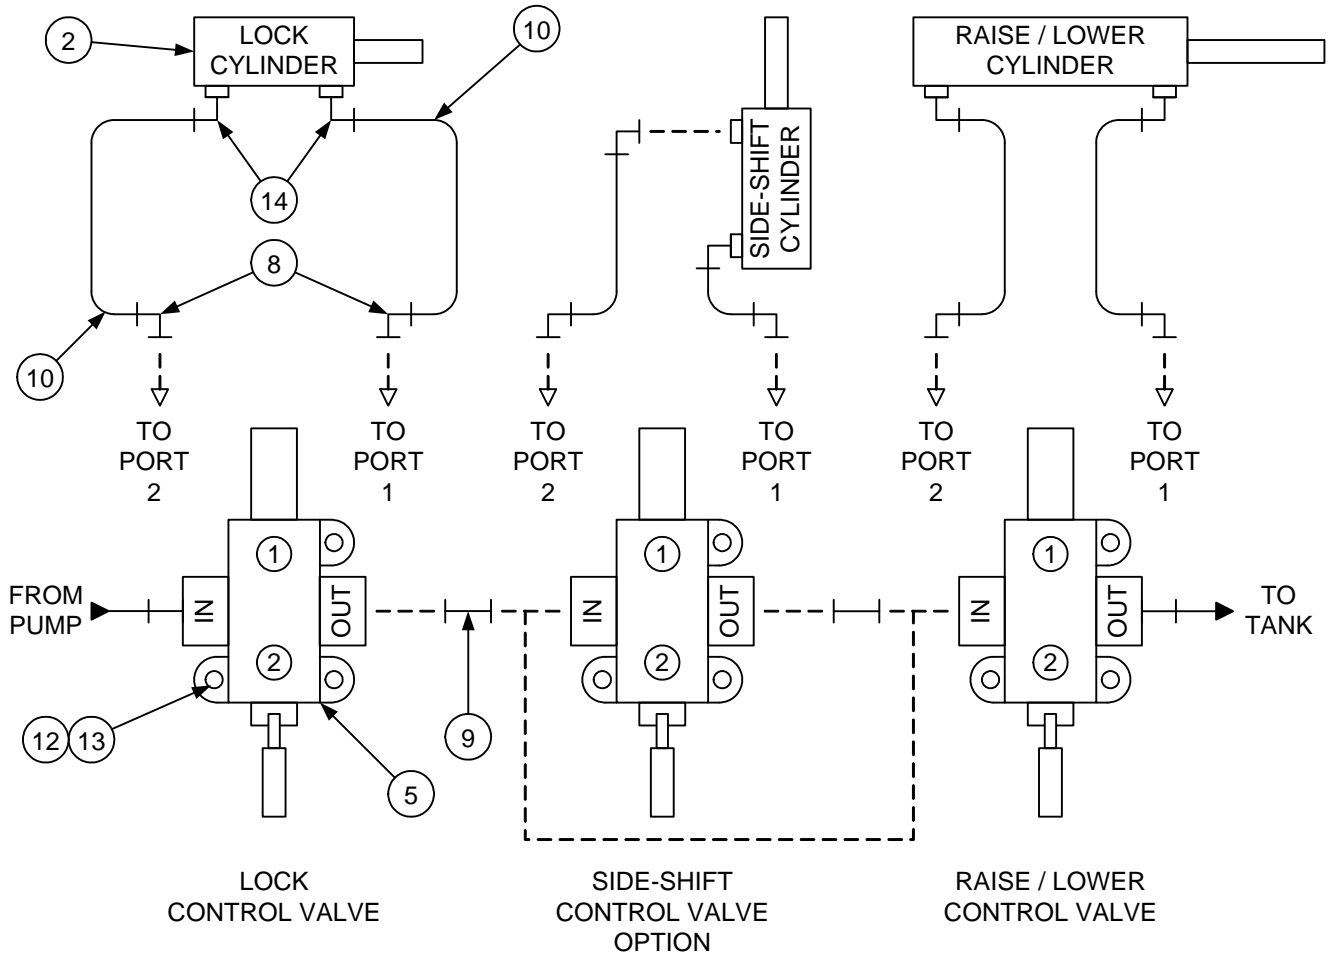 2
LOCK
CYLINDER
10
RAISE / LOWER
CYLINDER
SIDE-SHIFT
CYLINDER
14
8
10
TO
PORT
2
TO
PORT
1
TO
PORT
2
TO
PORT
1
TO
PORT
2
TO
PORT
1
FROM
PUMP
IN
1
2
OUT
IN
1
2
OUT
IN
1
2
OUT
TO
TANK
12
13
9
5
LOCK
CONTROL VALVE
SIDE-SHIFT
CONTROL VALVE
OPTION
RAISE / LOWER
CONTROL VALVE